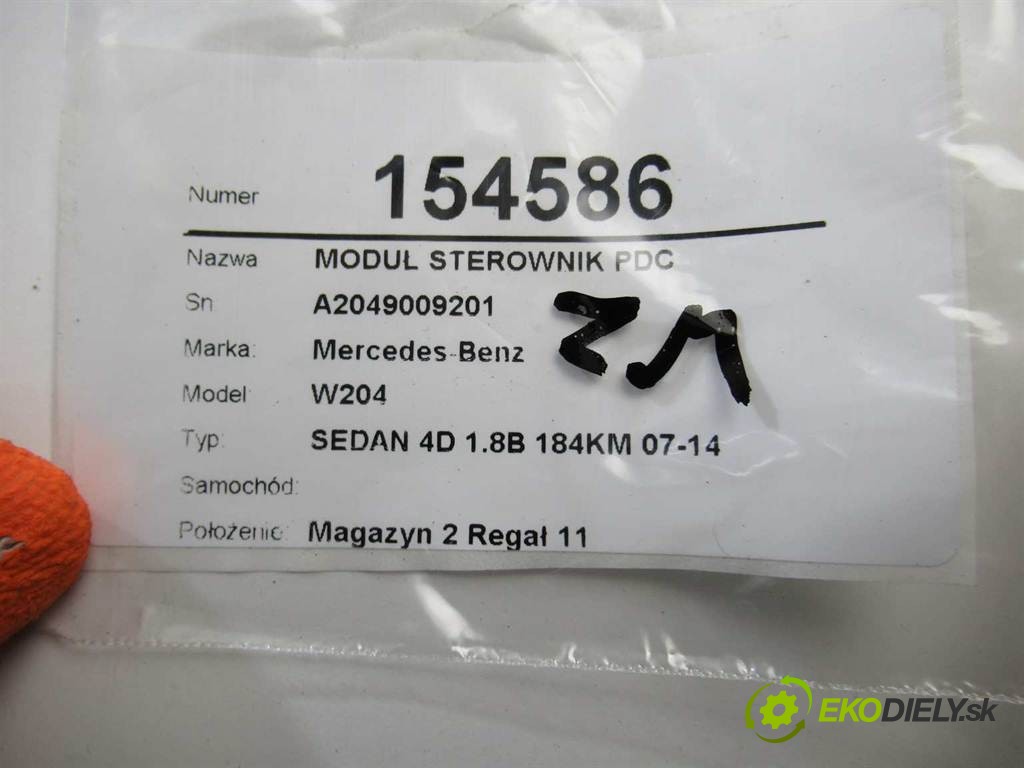 Numer 154586
Nazwa MODUŁ STEROWNIK PDC
Sn A2049009201
Marka: Mercedes-Benz
Model W204
Typ: SEDAN 4D 1.8B 184KM 07-14
Samochód:
Położenie: Magazyn 2 Regał 11
EKODIELY.sk